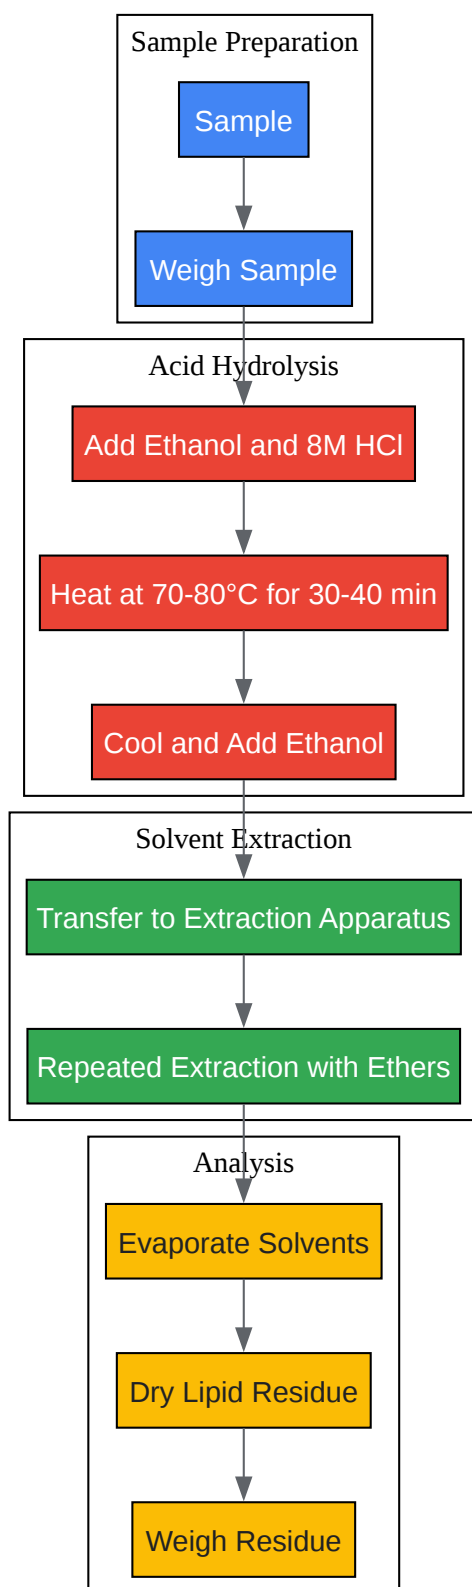 Sample Preparation
Sample
Weigh Sample
Acid Hydrolysis
Add Ethanol and 8M HCl
Heat at 70-80°C for 30-40 min
Cool and Add Ethanol
Solvent Extraction
Transfer to Extraction Apparatus
Repeated Extraction with Ethers
Analysis
Evaporate Solvents
Dry Lipid Residue
Weigh Residue